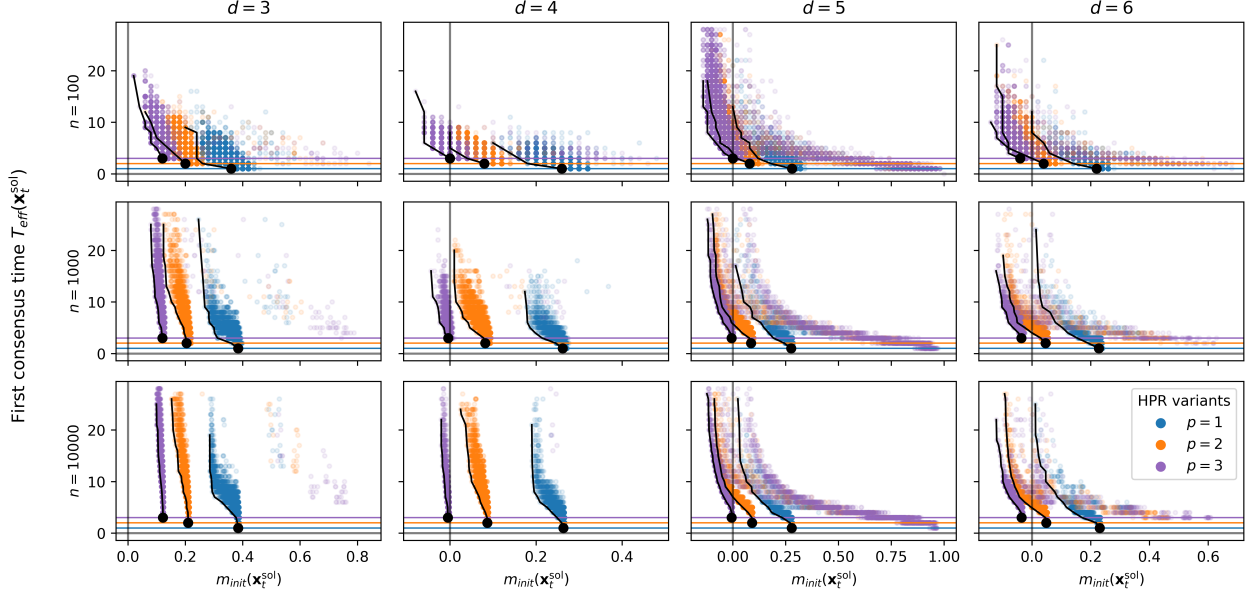 d = 3
d = 4
d = 5
d = 6
First consensus time T_eff(x_t^sol)
n = 100
20
10
0
n = 1000
20
10
0
n = 10000
20
10
0
HPR variants
p = 1
p = 2
p = 3
0.0 0.2 0.4 0.6 0.8
0.0 0.2 0.4
0.00 0.25 0.50 0.75 1.00
0.0 0.2 0.4 0.6
m_init(x_t^sol)
m_init(x_t^sol)
m_init(x_t^sol)
m_init(x_t^sol)